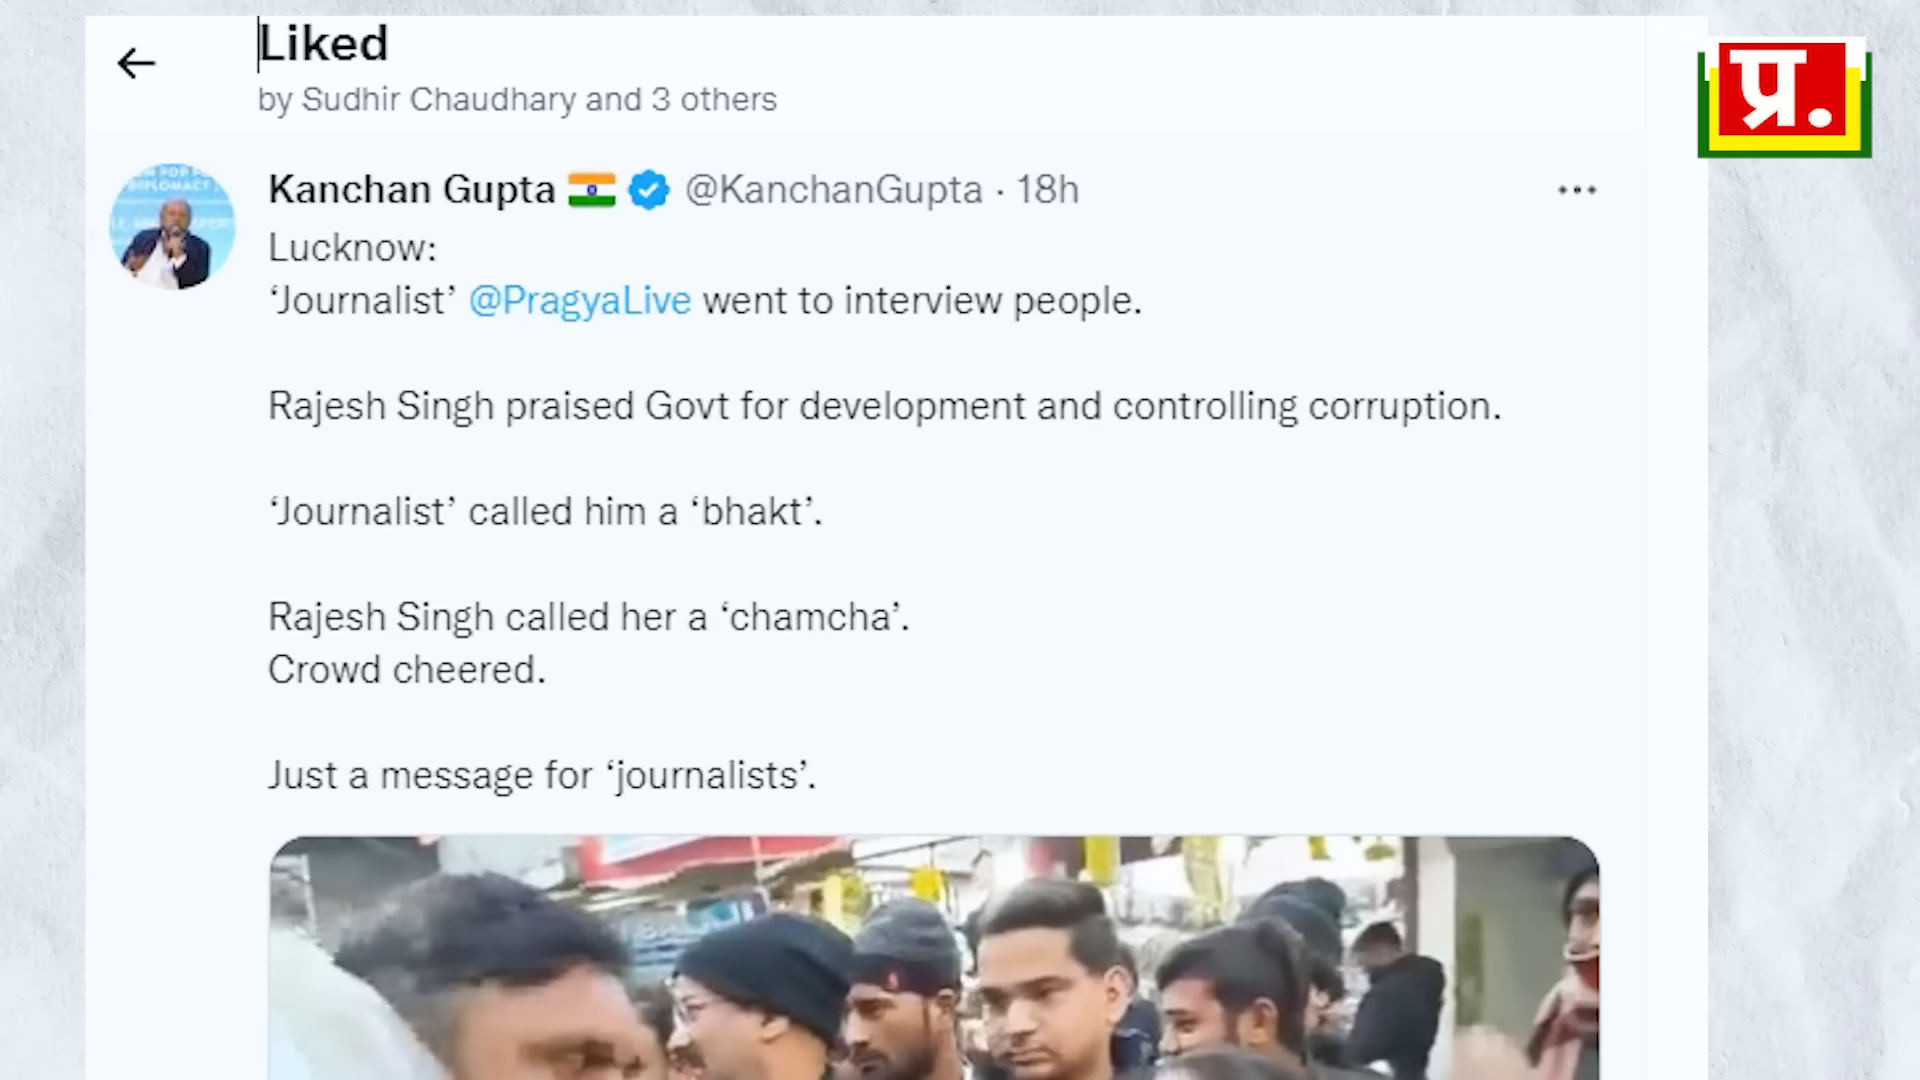 Liked
by Sudhir Chaudhary and 3 others
प्र.
Kanchan Gupta @KanchanGupta · 18h
Lucknow:
‘Journalist’ @PragyaLive went to interview people.
Rajesh Singh praised Govt for development and controlling corruption.
‘Journalist’ called him a ‘bhakt’.
Rajesh Singh called her a ‘chamcha’.
Crowd cheered.
Just a message for ‘journalists’.